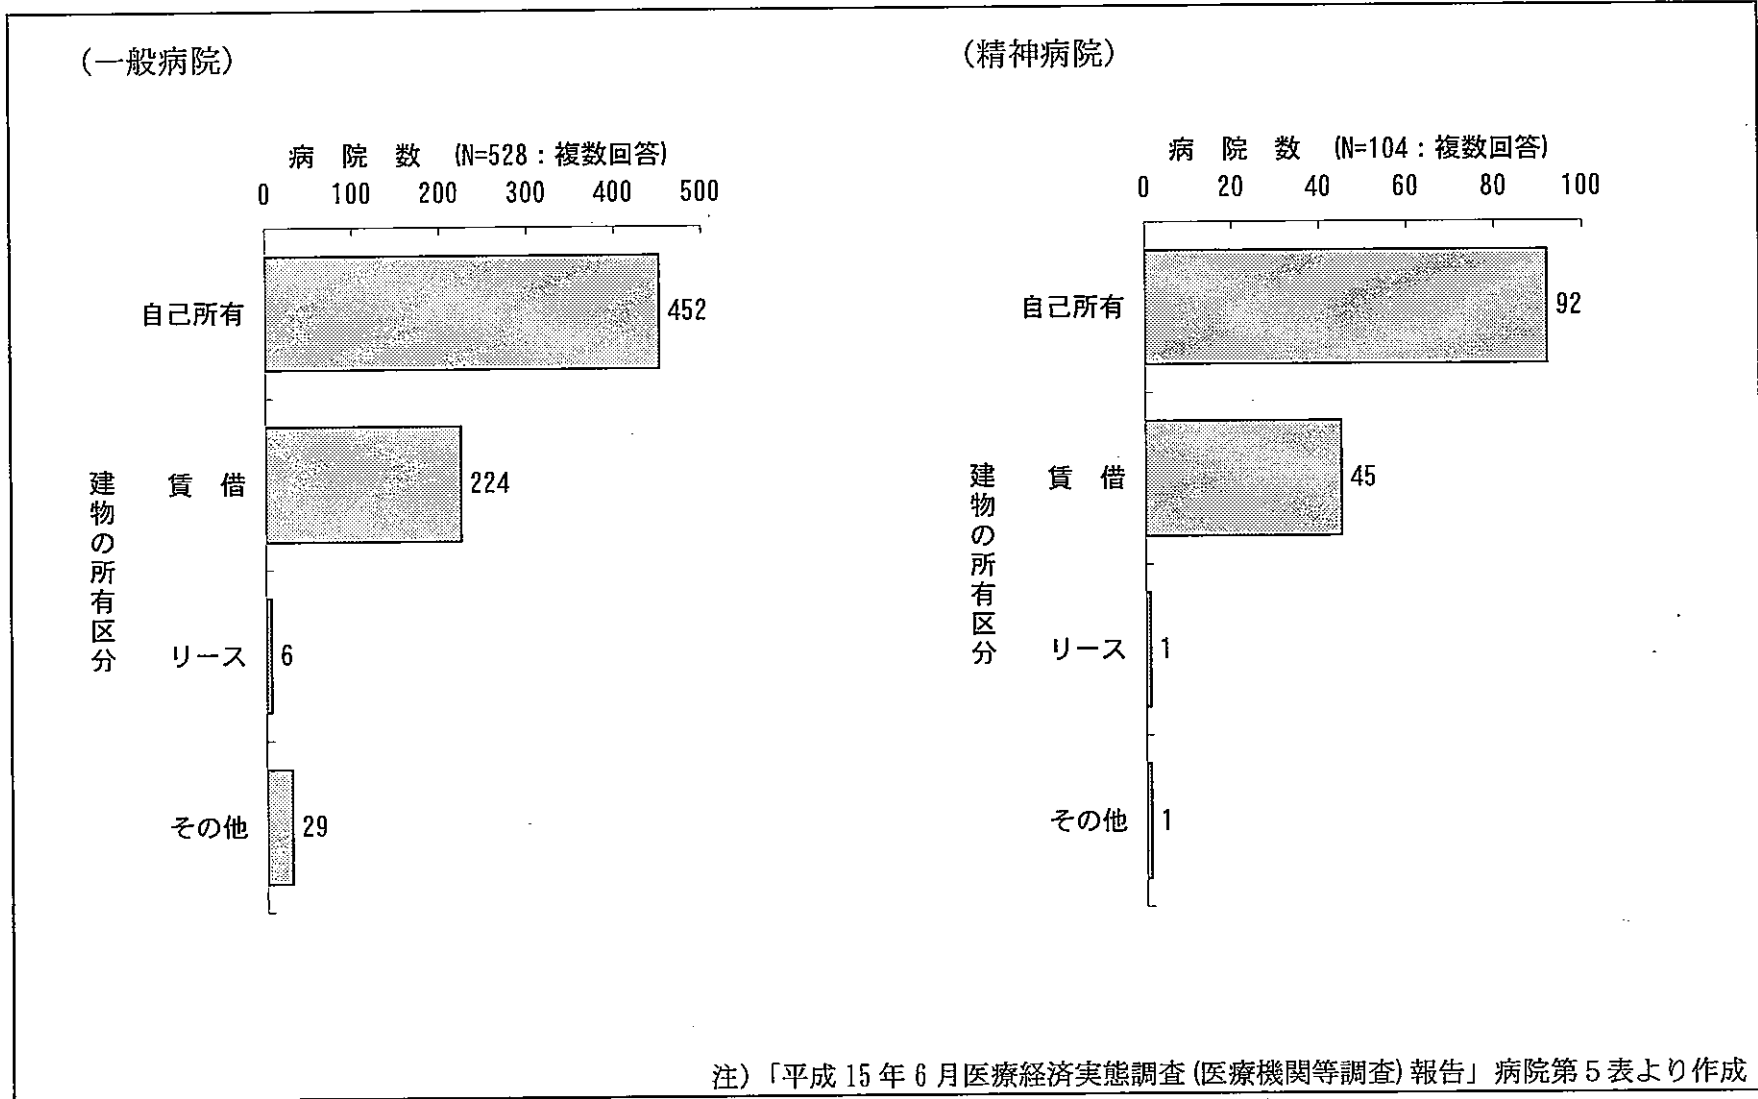 （一般病院）
病　院　数　(N=528：複数回答)
0 100 200 300 400 500
建物の所有区分
自己所有 452
賃　借 224
リース 6
その他 29
（精神病院）
病　院　数　(N=104：複数回答)
0 20 40 60 80 100
建物の所有区分
自己所有 92
賃　借 45
リース 1
その他 1
注）「平成 15 年 6 月医療経済実態調査 (医療機関等調査) 報告」病院第５表より作成